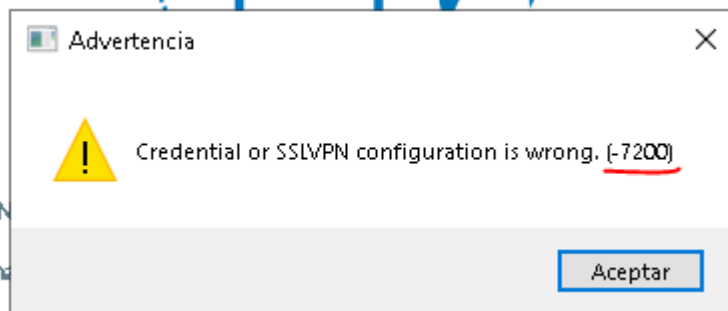 Advertencia
Credential or SSLVPN configuration is wrong. (-7200)
Aceptar